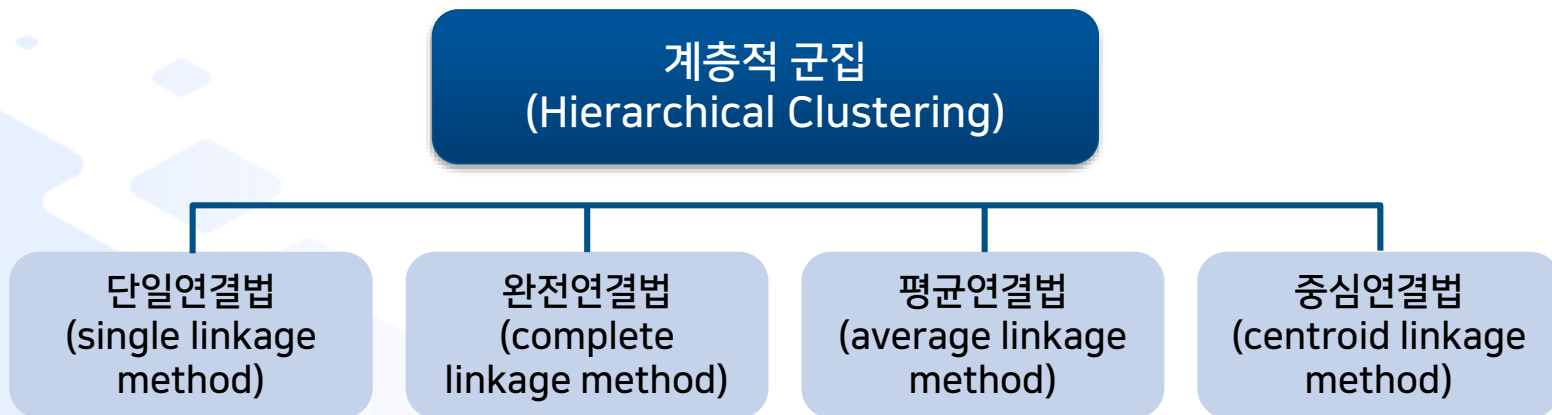 계층적 군집
(Hierarchical Clustering)
단일연결법
(single linkage
method)
완전연결법
(complete
linkage method)
평균연결법
(average linkage
method)
중심연결법
(centroid linkage
method)